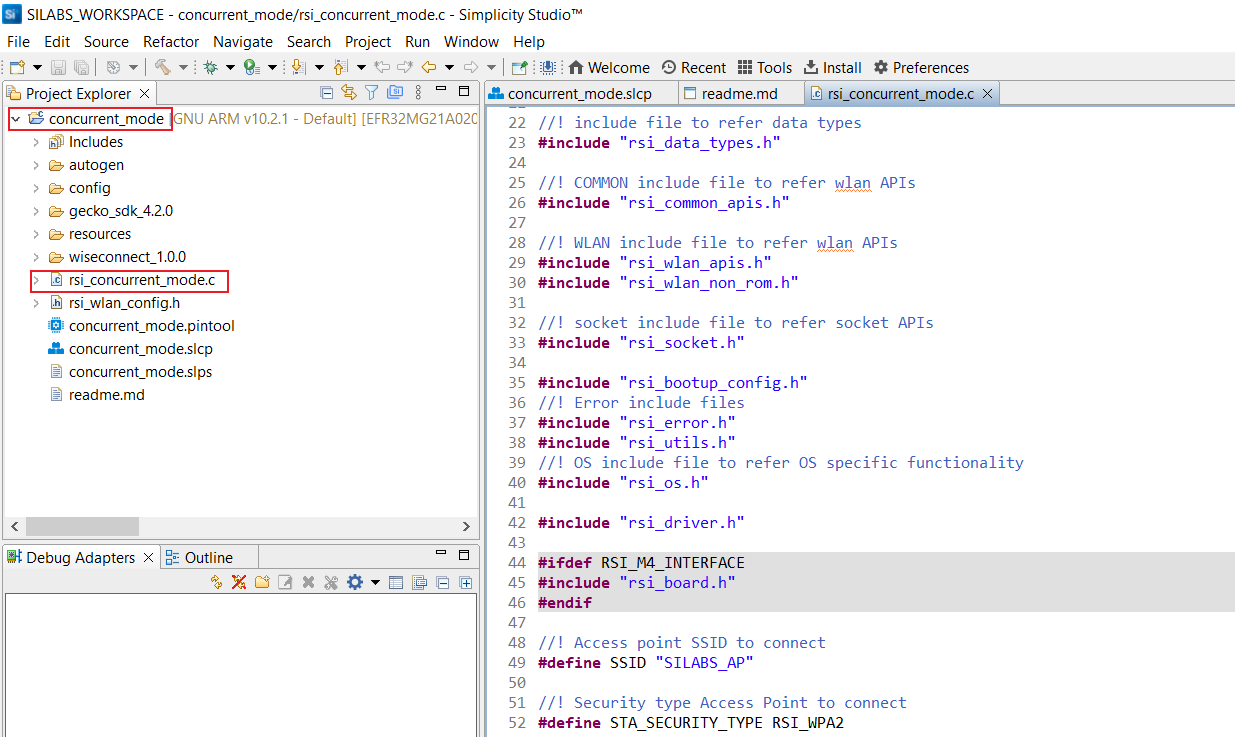 SILABS_WORKSPACE - concurrent_mode/rsi_concurrent_mode.c - Simplicity Studio™
File Edit Source Refactor Navigate Search Project Run Window Help
Welcome Recent Tools Install Preferences
Project Explorer
concurrent_mode [GNU ARM v10.2.1 - Default] [EFR32MG21A020
Includes
autogen
config
gecko_sdk_4.2.0
resources
wiseconnect_1.0.0
rsi_concurrent_mode.c
rsi_wlan_config.h
concurrent_mode.pintool
concurrent_mode.slcp
concurrent_mode.slps
readme.md
Debug Adapters Outline
concurrent_mode.slcp readme.md rsi_concurrent_mode.c
22 //! include file to refer data types
23 #include "rsi_data_types.h"
24
25 //! COMMON include file to refer wlan APIs
26 #include "rsi_common_apis.h"
27
28 //! WLAN include file to refer wlan APIs
29 #include "rsi_wlan_apis.h"
30 #include "rsi_wlan_non_rom.h"
31
32 //! socket include file to refer socket APIs
33 #include "rsi_socket.h"
34
35 #include "rsi_bootup_config.h"
36 //! Error include files
37 #include "rsi_error.h"
38 #include "rsi_utils.h"
39 //! OS include file to refer OS specific functionality
40 #include "rsi_os.h"
41
42 #include "rsi_driver.h"
43
44 #ifdef RSI_M4_INTERFACE
45 #include "rsi_board.h"
46 #endif
47
48 //! Access point SSID to connect
49 #define SSID "SILABS_AP"
50
51 //! Security type Access Point to connect
52 #define STA_SECURITY_TYPE RSI_WPA2